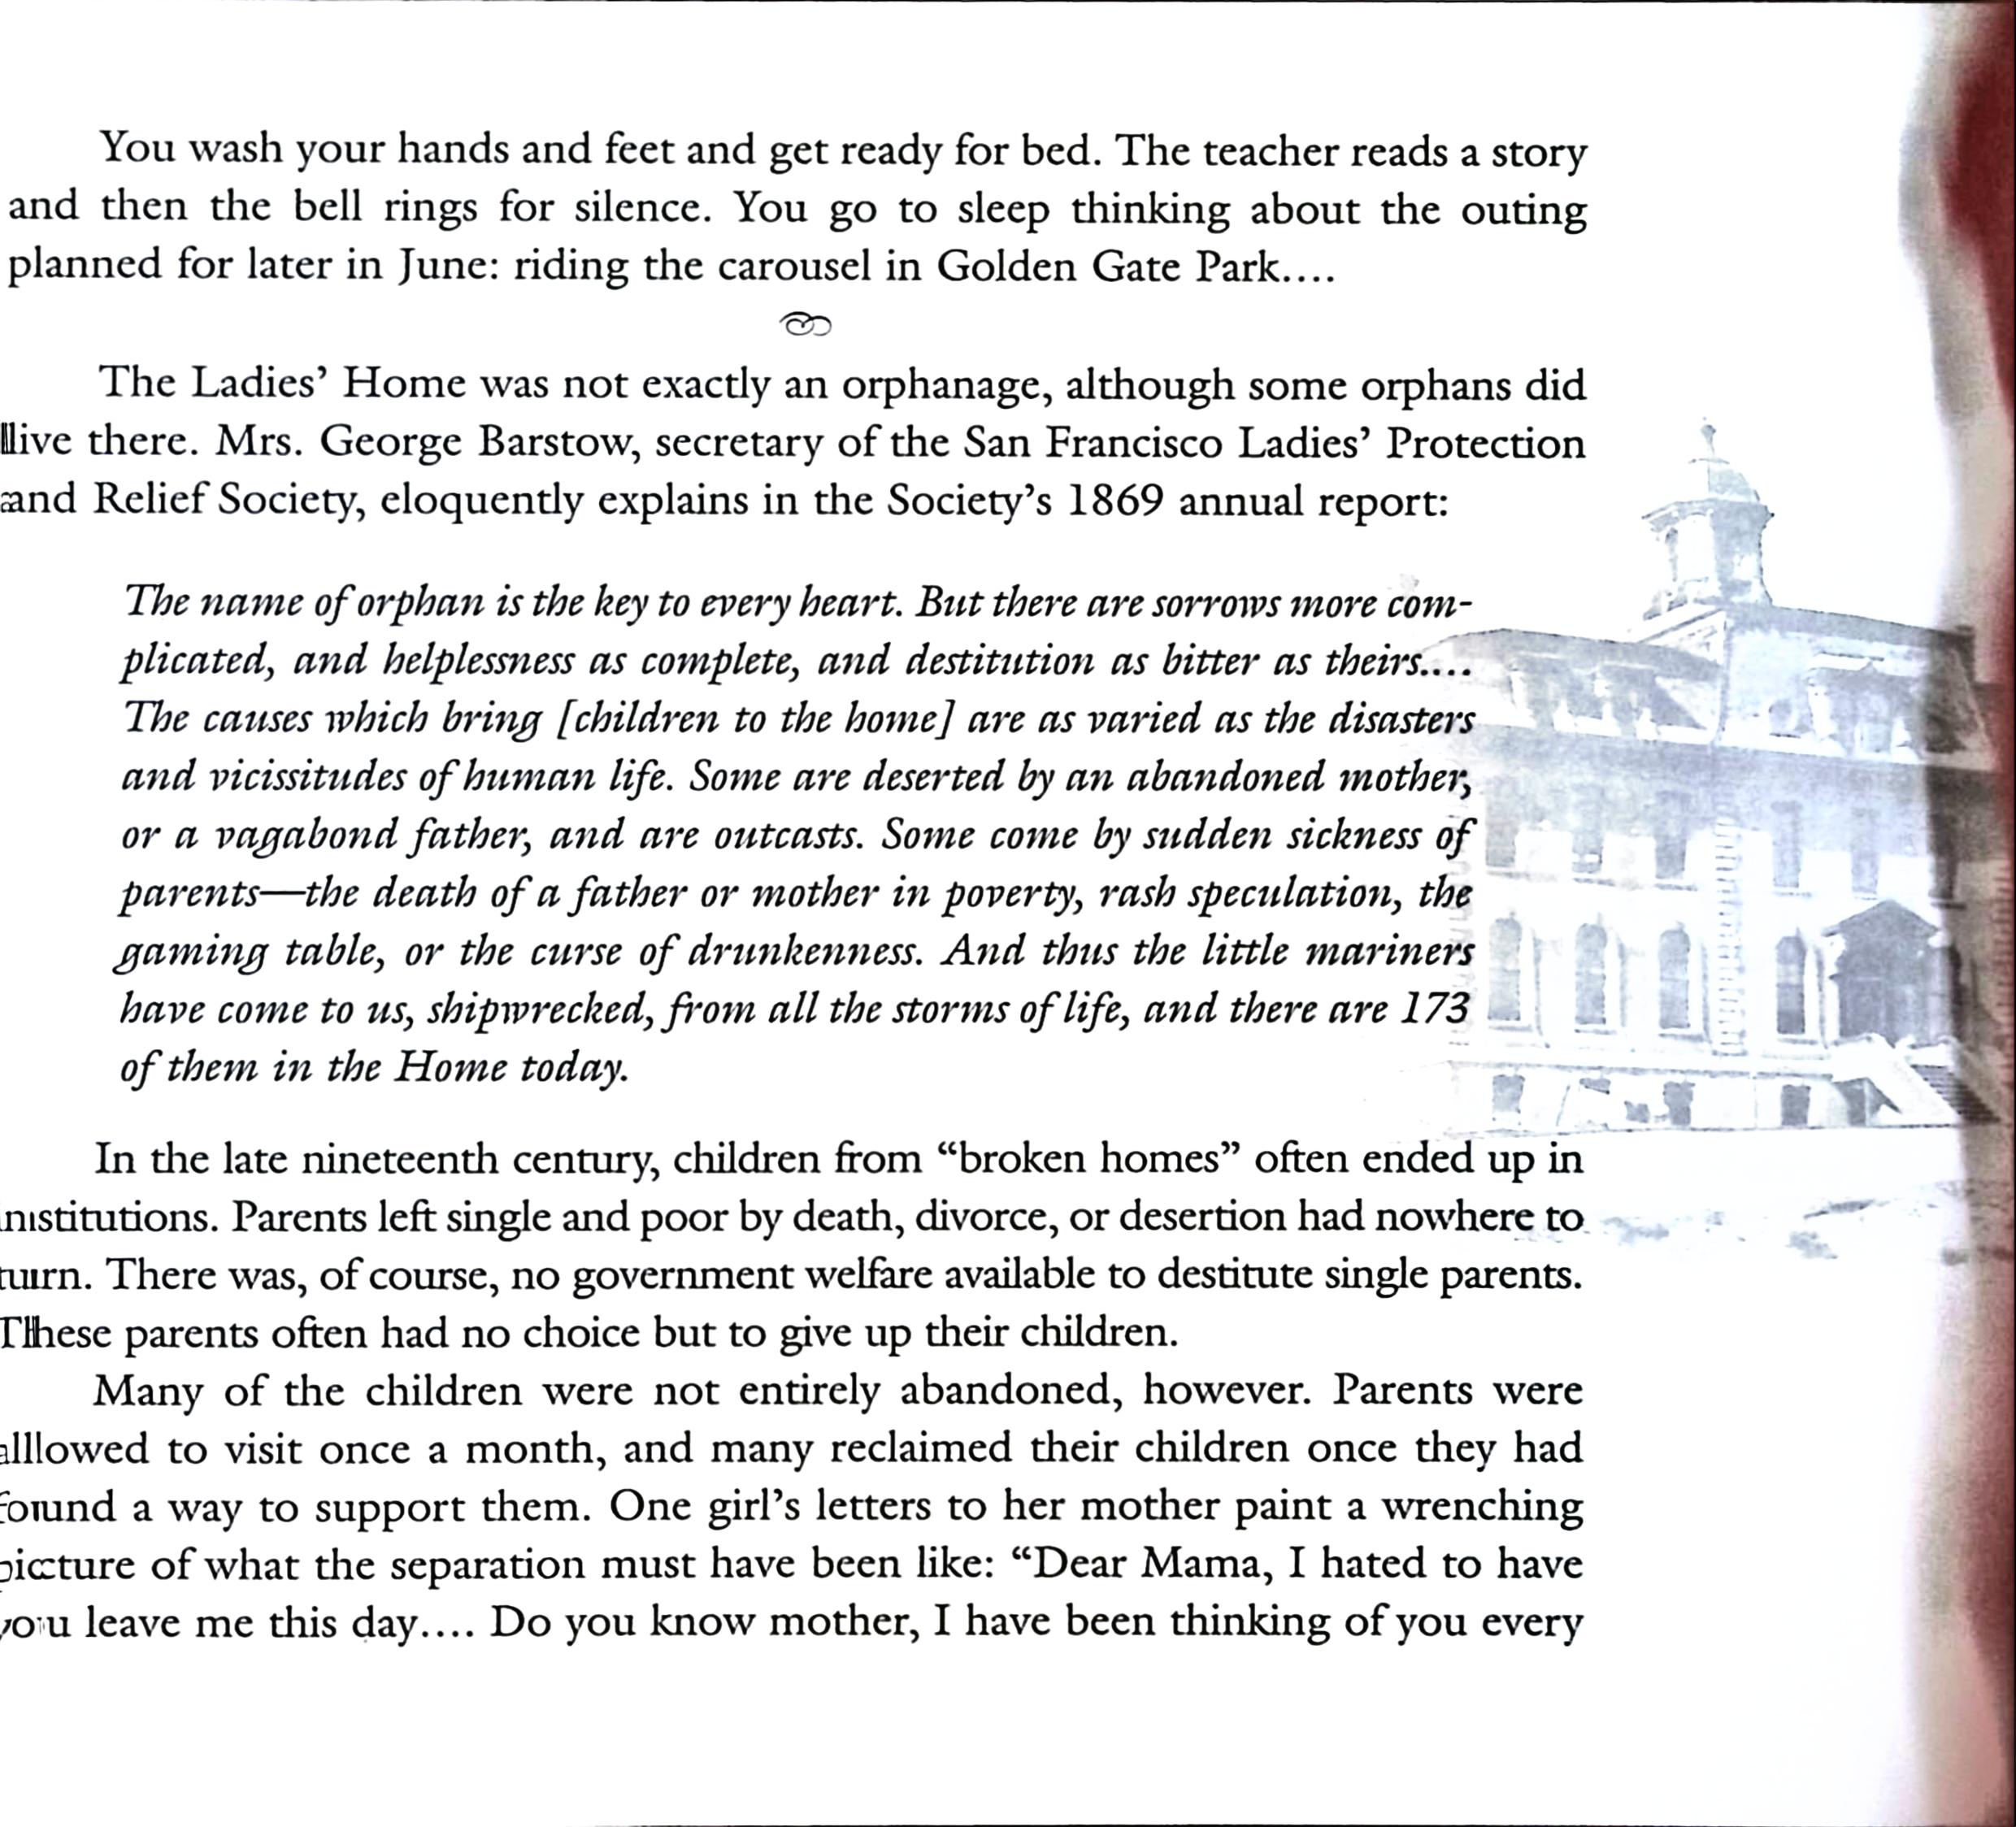 You wash your hands and feet and get ready for bed. The teacher reads a story
and then the bell rings for silence. You go to sleep thinking about the outing
planned for later in June: riding the carousel in Golden Gate Park....
The Ladies’ Home was not exactly an orphanage, although some orphans did
live there. Mrs. George Barstow, secretary of the San Francisco Ladies’ Protection
and Relief Society, eloquently explains in the Society’s 1869 annual report:
The name of orphan is the key to every heart. But there are sorrows more com-
plicated, and helplessness as complete, and destitution as bitter as theirs....
The causes which bring [children to the home] are as varied as the disasters
and vicissitudes of human life. Some are deserted by an abandoned mother,
or a vagabond father, and are outcasts. Some come by sudden sickness of
parents—the death of a father or mother in poverty, rash speculation, the
gaming table, or the curse of drunkenness. And thus the little mariners
have come to us, shipwrecked, from all the storms of life, and there are 173
of them in the Home today.
In the late nineteenth century, children from “broken homes” often ended up in
institutions. Parents left single and poor by death, divorce, or desertion had nowhere to
turn. There was, of course, no government welfare available to destitute single parents.
These parents often had no choice but to give up their children.
Many of the children were not entirely abandoned, however. Parents were
allowed to visit once a month, and many reclaimed their children once they had
found a way to support them. One girl’s letters to her mother paint a wrenching
picture of what the separation must have been like: “Dear Mama, I hated to have
you leave me this day.... Do you know mother, I have been thinking of you every